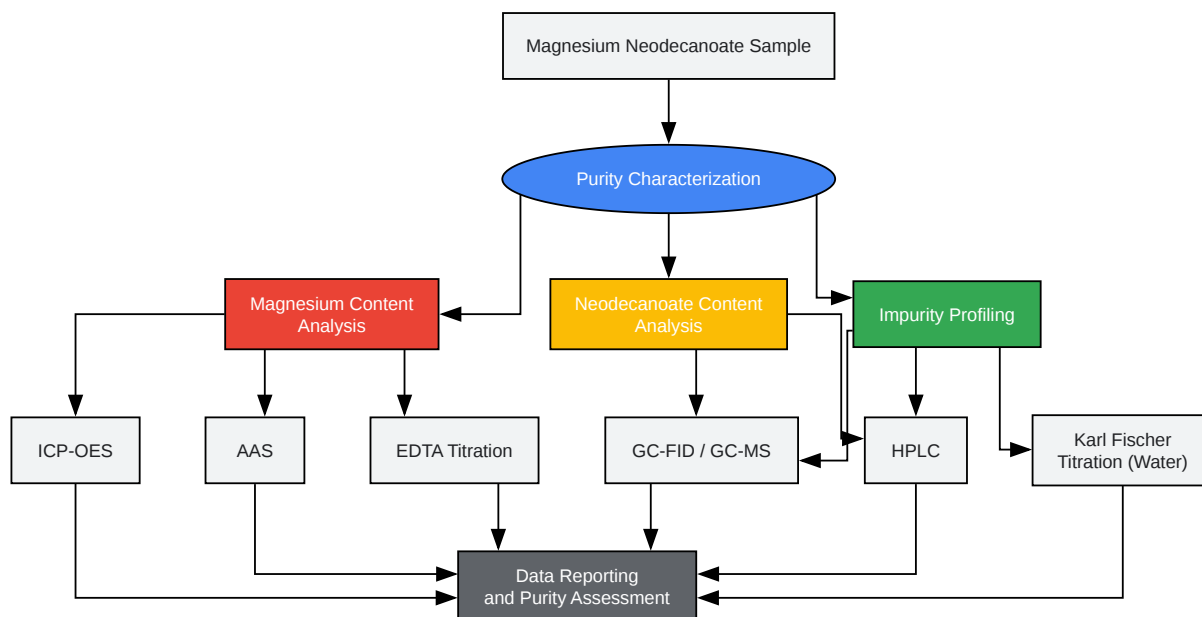 Magnesium Neodecanoate Sample
Purity Characterization
Magnesium Content
Analysis
Neodecanoate Content
Analysis
Impurity Profiling
ICP-OES
AAS
EDTA Titration
GC-FID / GC-MS
HPLC
Karl Fischer
Titration (Water)
Data Reporting
and Purity Assessment